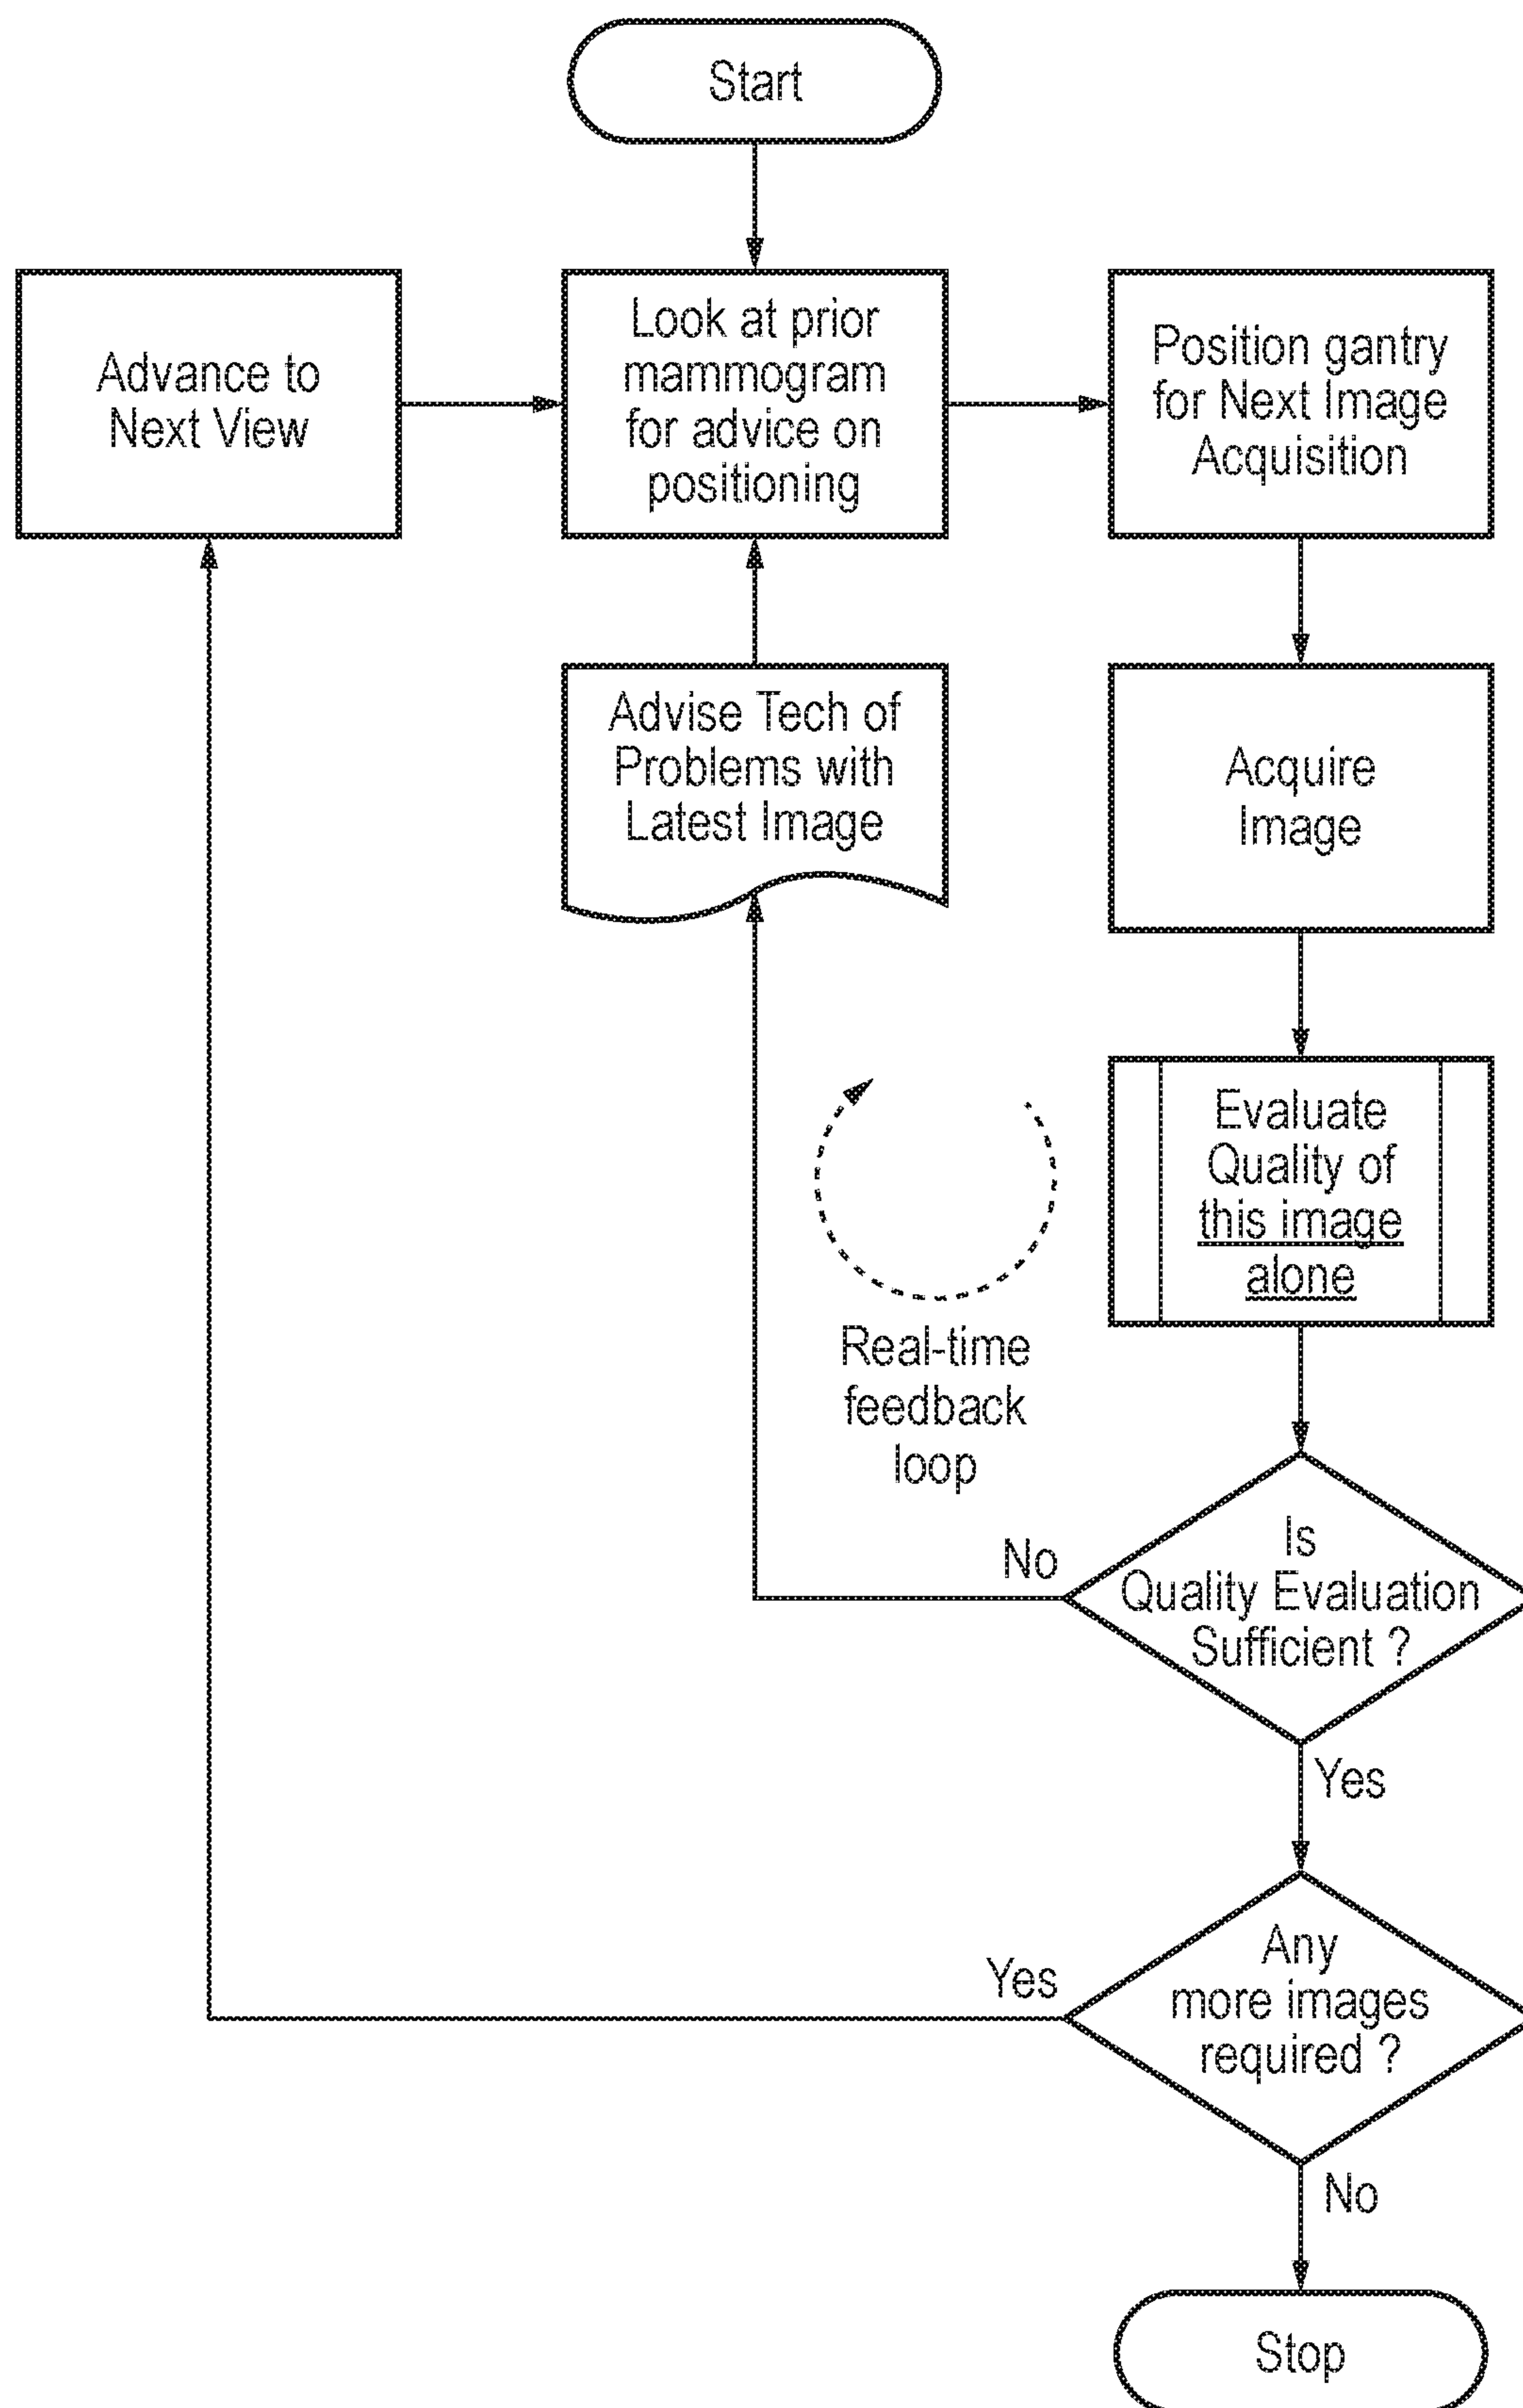 Start
Advance to
Next View
Look at prior
mammogram
for advice on
positioning
Position gantry
for Next Image
Acquisition
Advise Tech of
Problems with
Latest Image
Acquire
Image
Evaluate
Quality of
this image
alone
Real-time
feedback
loop
No
Is
Quality Evaluation
Sufficient ?
Yes
Yes
Any
more images
required ?
No
Stop